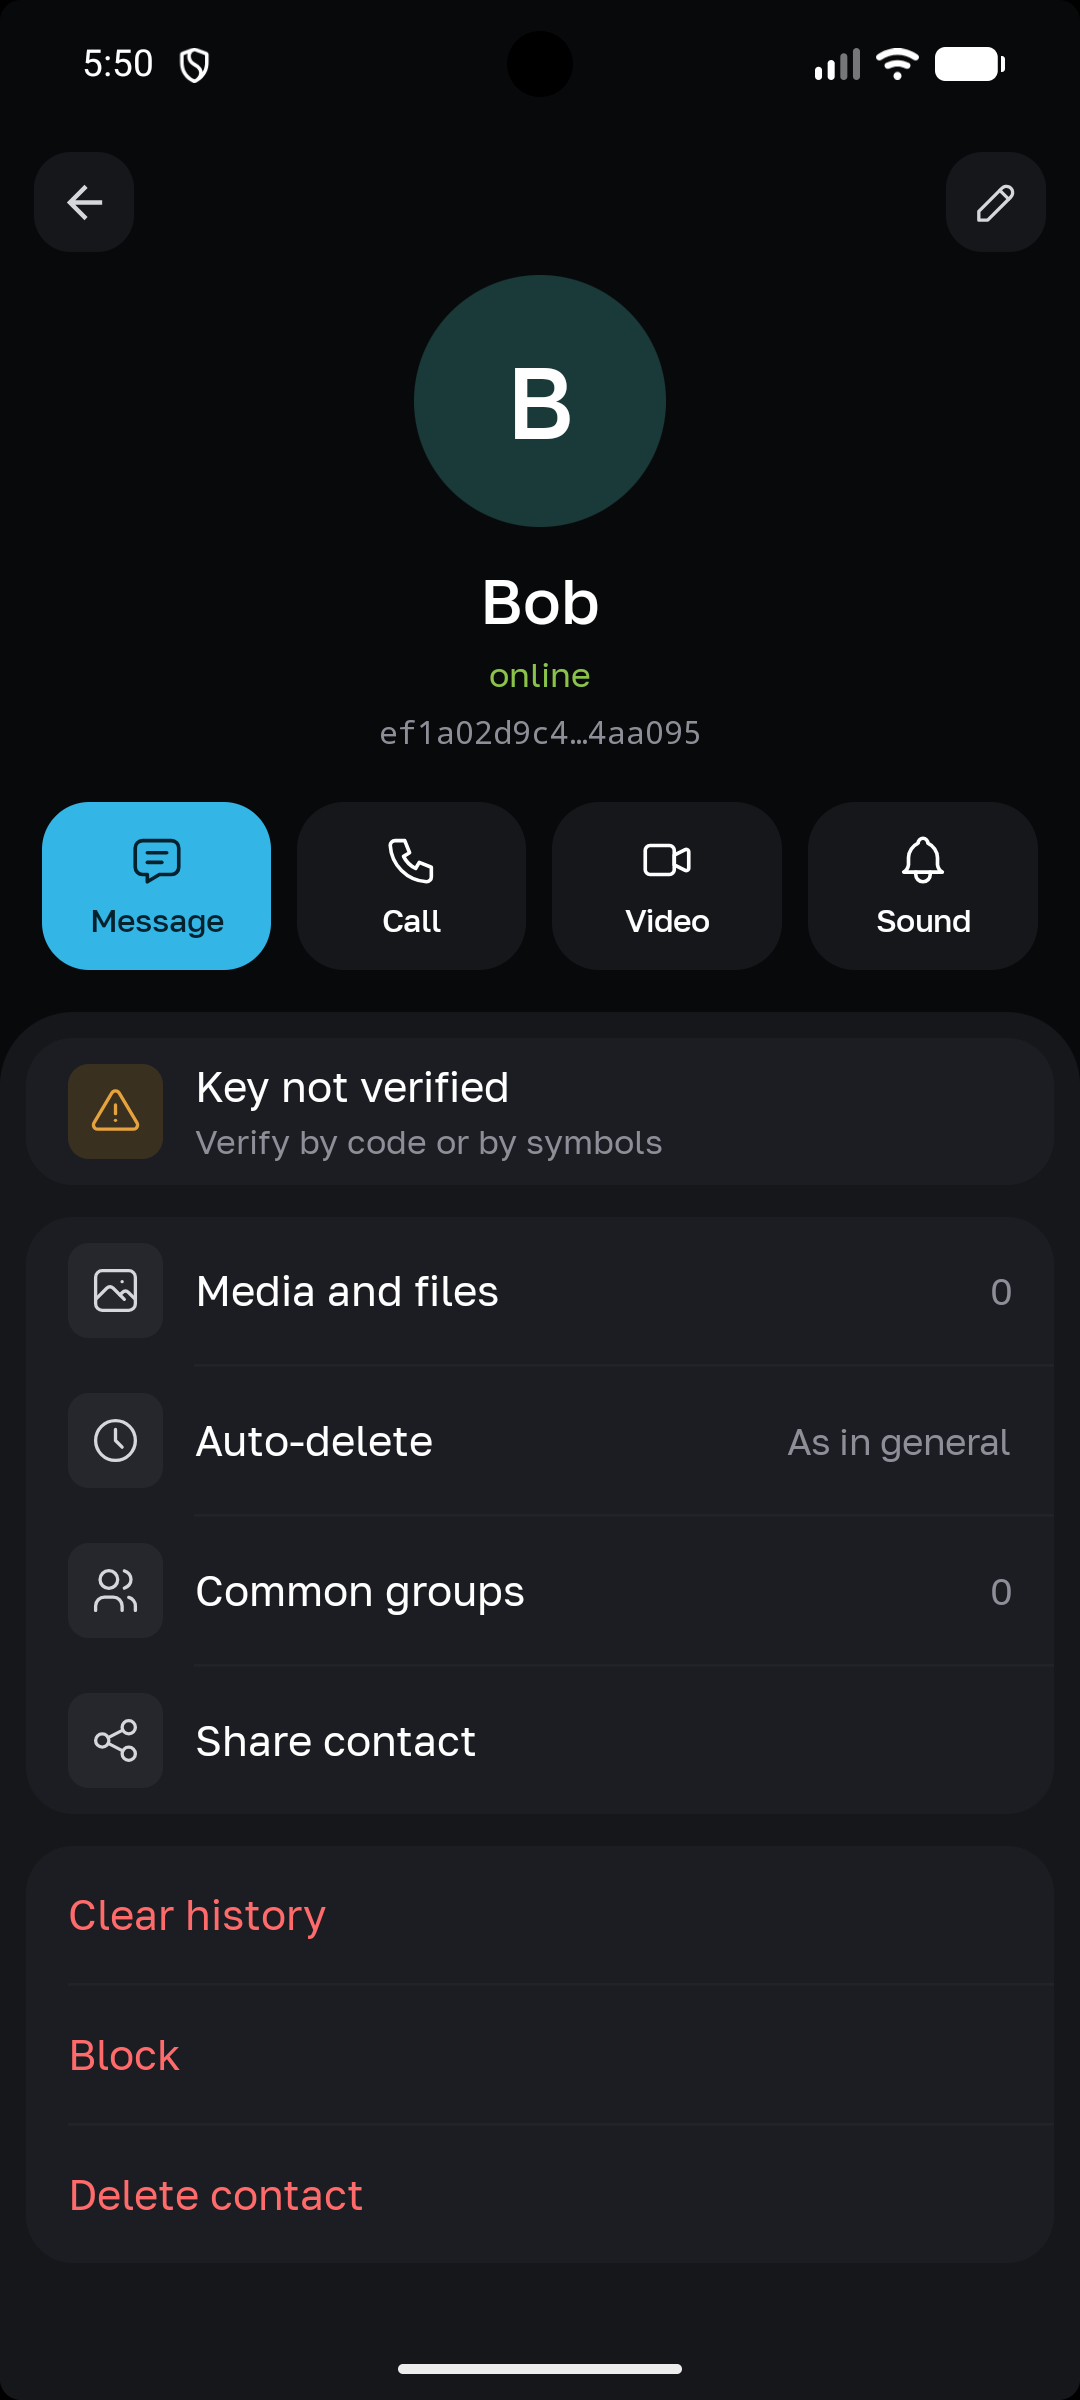 5:50
B
Bob
online
ef1a02d9c4…4aa095
Message
Call
Video
Sound
Key not verified
Verify by code or by symbols
Media and files
0
Auto-delete
As in general
Common groups
0
Share contact
Clear history
Block
Delete contact